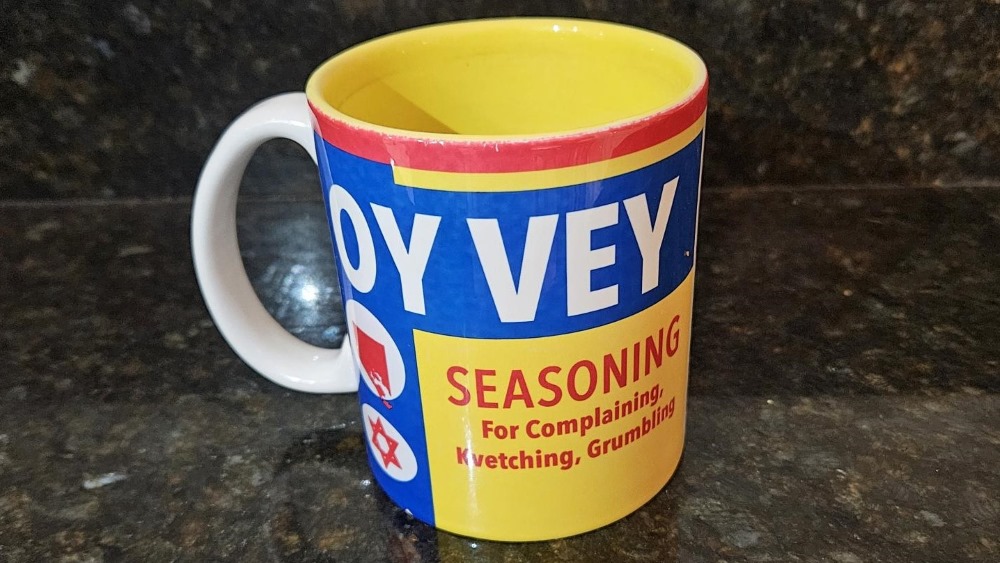 OY VEY
SEASONING
For Complaining,
Kvetching, Grumbling